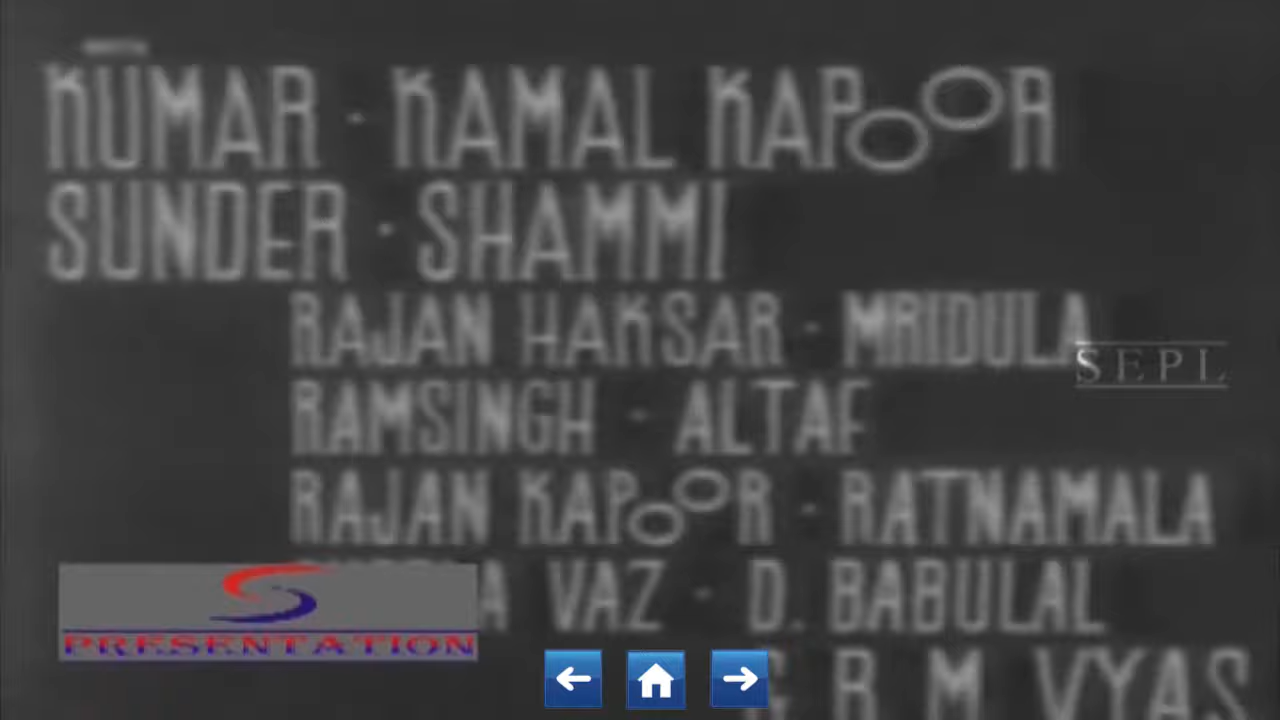 KUMAR · KAMAL KAPOOR
SUNDER · SHAMMI
RAJAN HAKSAR · MRIDULA
SEPL
RAMSINGH · ALTAF
RAJAN KAPOOR · RATNAMALA
VAZ · D. BABULAL
PRESENTATION
B M VYAS